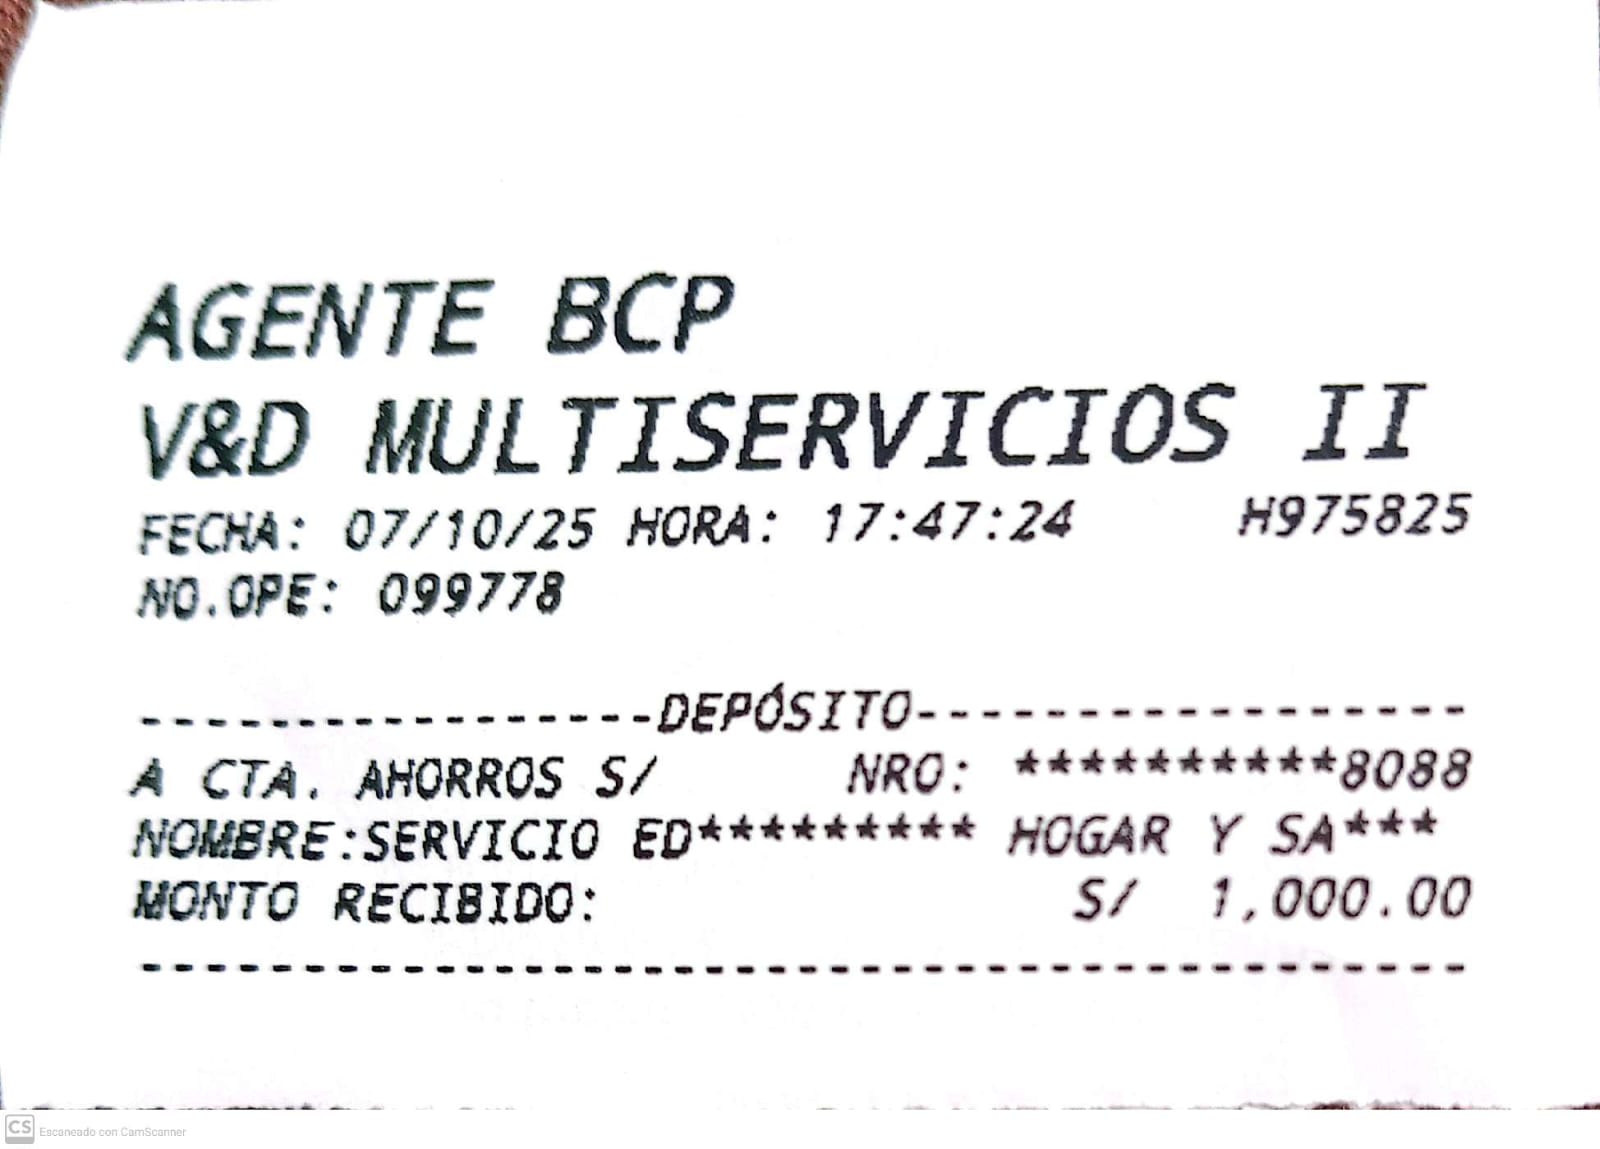 AGENTE BCP
V&D MULTISERVICIOS II
FECHA: 07/10/25 HORA: 17:47:24 H975825
NO.OPE: 099778
-----------------DEPÓSITO-----------------
A CTA. AHORROS S/ NRO: **********8088
NOMBRE:SERVICIO ED********* HOGAR Y SA***
MONTO RECIBIDO: S/ 1,000.00
-----------------------------------------
CS Escaneado con CamScanner